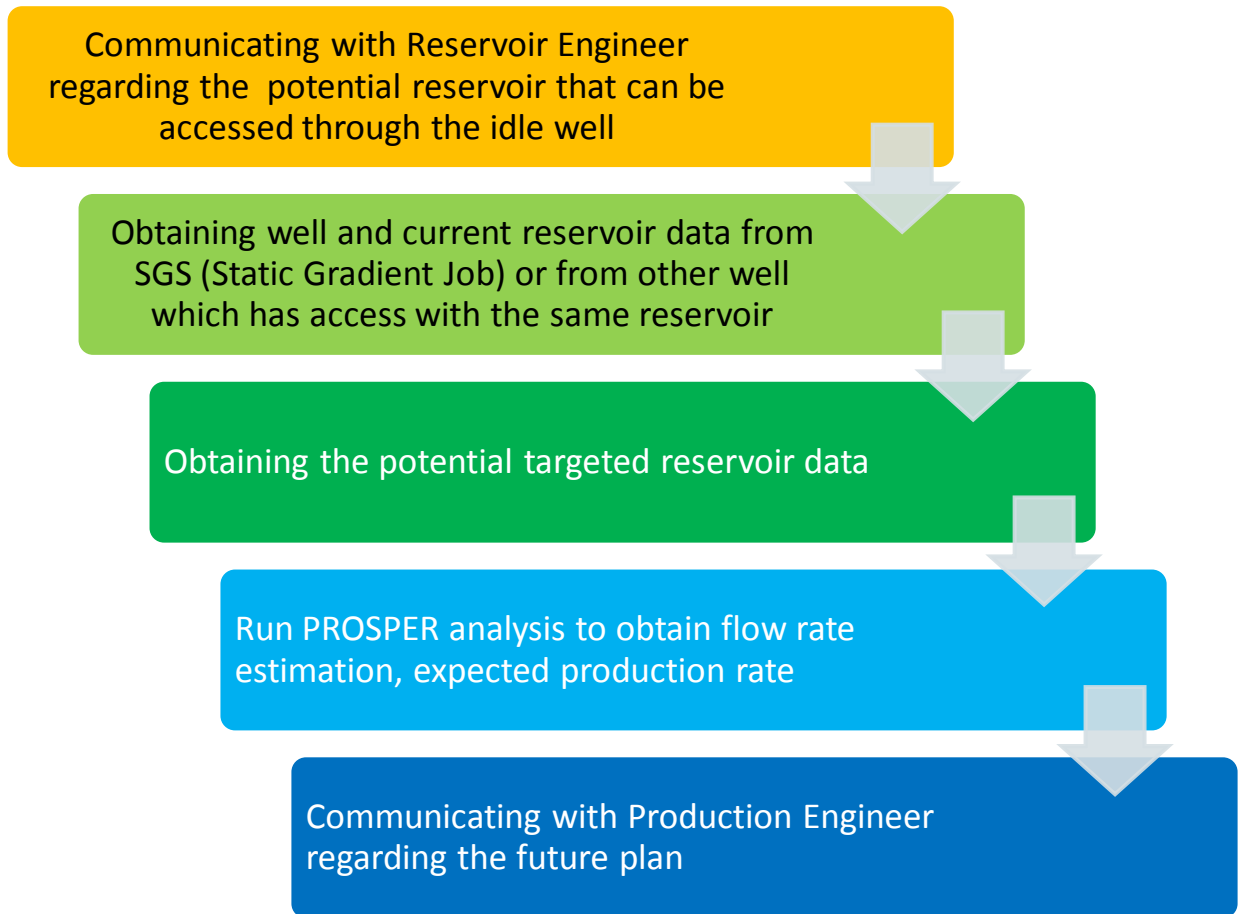 Communicating with Reservoir Engineer
regarding the  potential reservoir that can be
accessed through the idle well
Obtaining well and current reservoir data from
SGS (Static Gradient Job) or from other well
which has access with the same reservoir
Obtaining the potential targeted reservoir data
Run PROSPER analysis to obtain flow rate
estimation, expected production rate
Communicating with Production Engineer
regarding the future plan